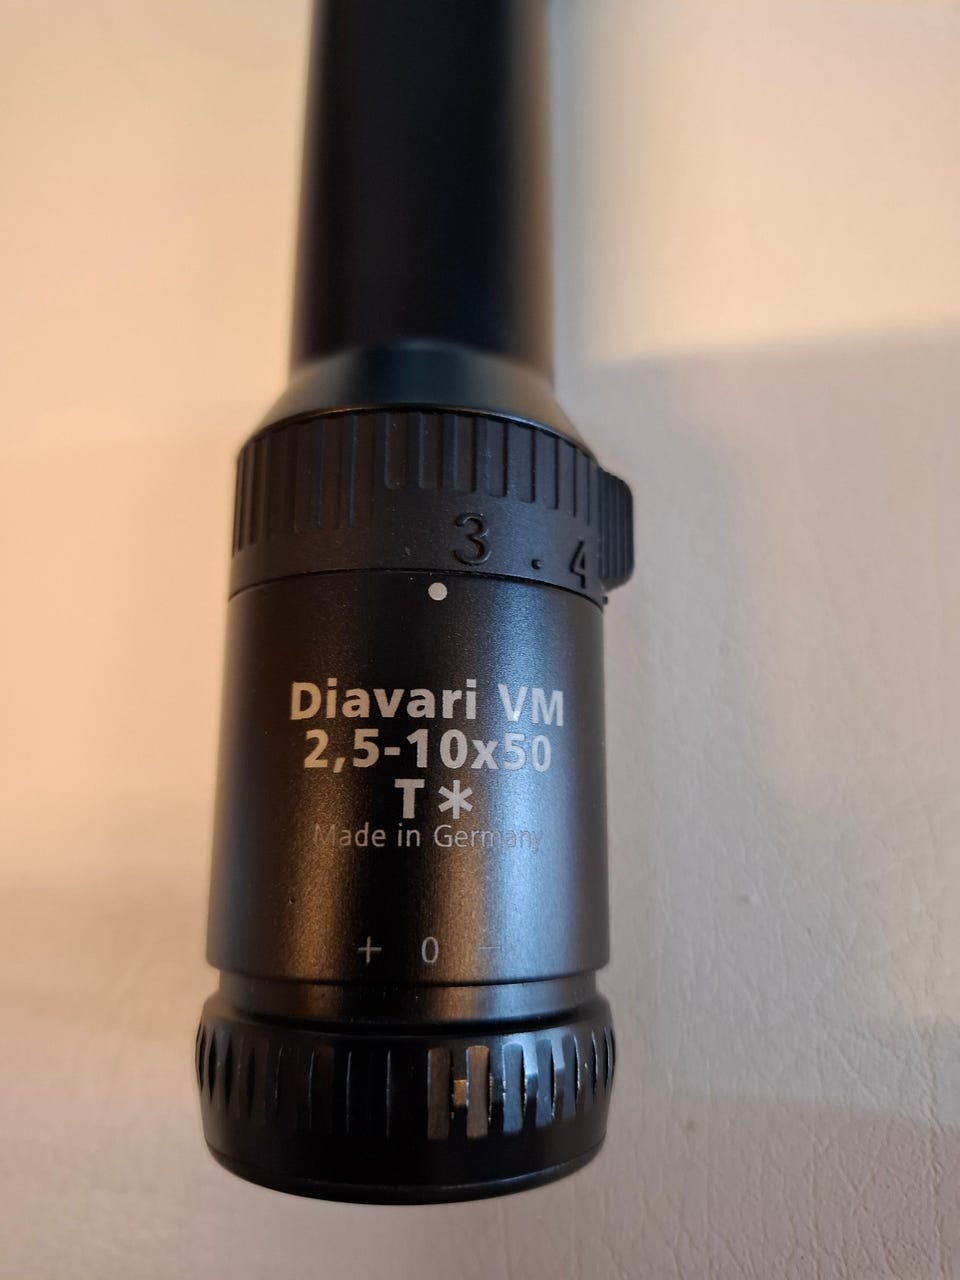 3 . 4
Diavari VM
2,5-10x50
T*
Made in Germany
+ 0 -